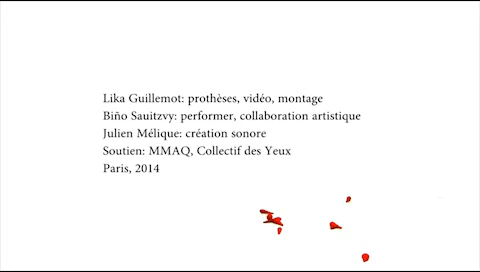 Lika Guillemot: prothèses, vidéo, montage
Biño Sauitzvy: performer, collaboration artistique
Julien Mélique: création sonore
Soutien: MMAQ, Collectif des Yeux
Paris, 2014